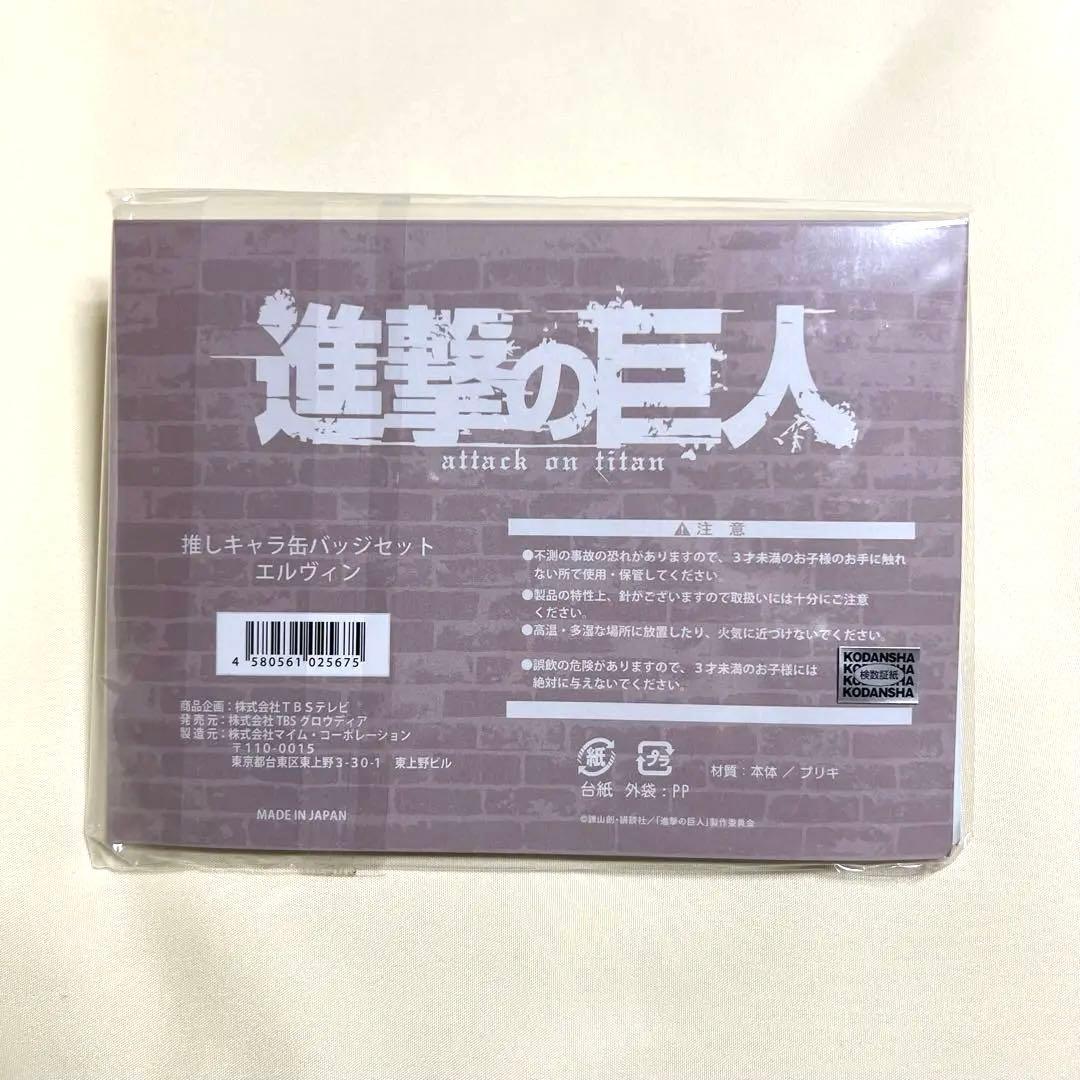 進撃の巨人
attack on titan
推しキャラ缶バッジセット
エルヴィン
4 580561 025675
商品企画：株式会社TBSテレビ
発売元：株式会社TBSグロウディア
製造元：株式会社マイム・コーポレーション
〒110-0015
東京都台東区東上野3-30-1 東上野ビル
MADE IN JAPAN
注 意
●不測の事故の恐れがありますので、３才未満のお子様のお手に触れ
ない所で使用・保管してください。
●製品の特性上、針がございますので取扱いには十分にご注意
ください。
●高温・多湿な場所に放置したり、火気に近づけないでください。
●誤飲の危険がありますので、３才未満のお子様には
絶対に与えないでください。
KODANSHA
検数証紙
KODANSHA
紙 プラ
台紙 外袋：PP
材質：本体 ／ ブリキ
©諫山創・講談社／「進撃の巨人」製作委員会